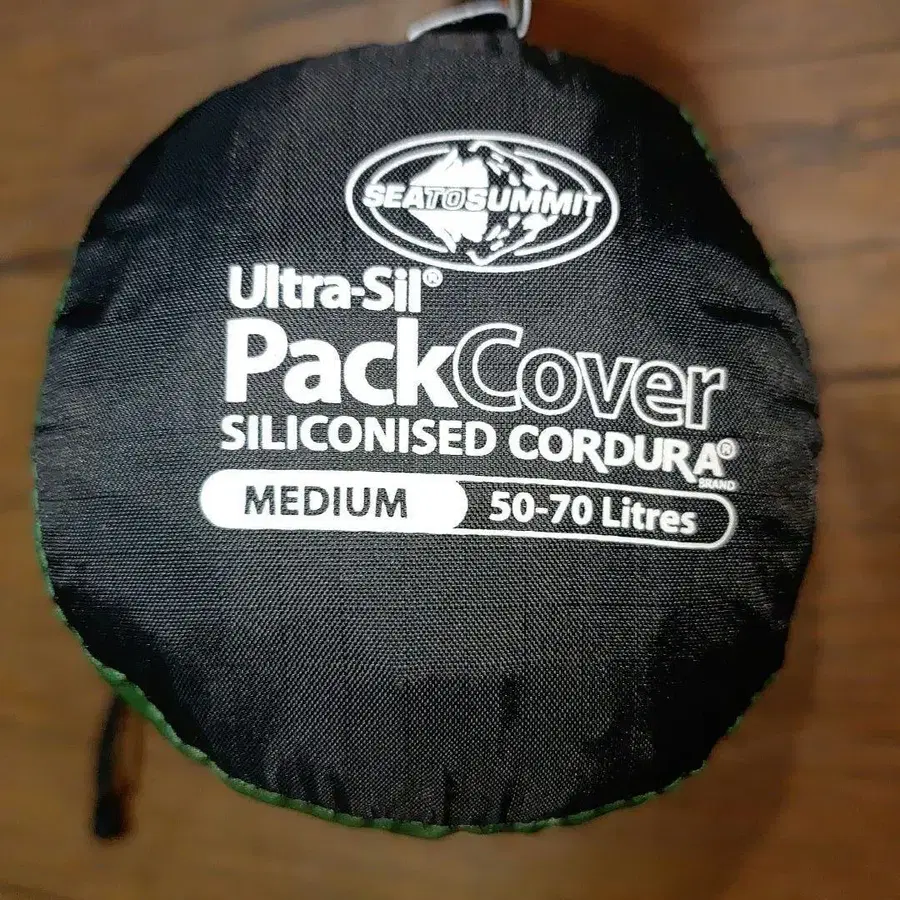 SEATOSUMMIT
Ultra-Sil®
PackCover
SILICONISED CORDURA®
BRAND
MEDIUM 50-70 Litres